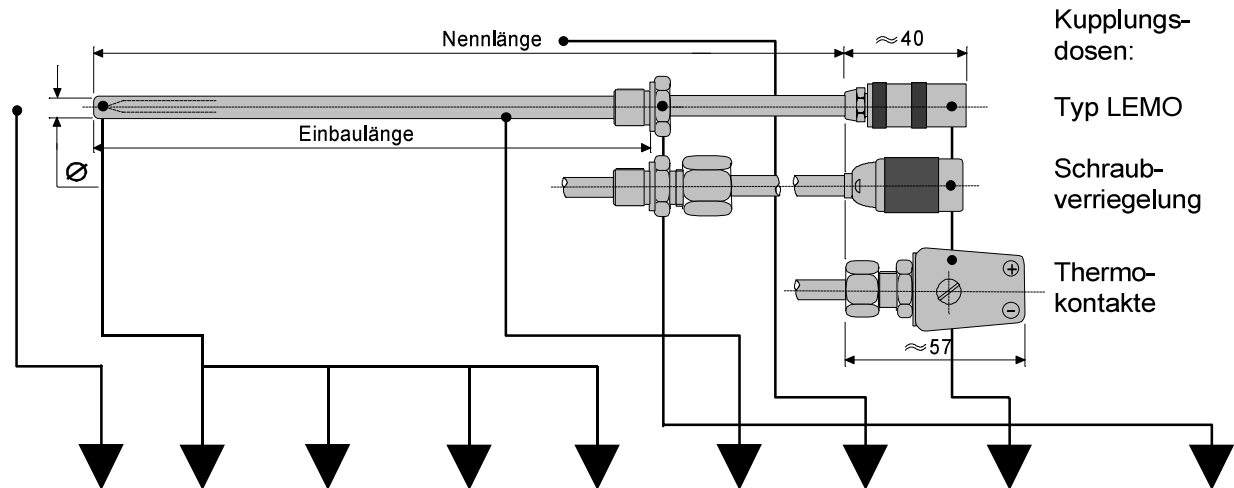 Nennlänge
≈40
Kupplungs-
dosen:
Typ LEMO
Einbaulänge
Ø
Schraub-
verriegelung
Thermo-
kontakte
+
-
≈57